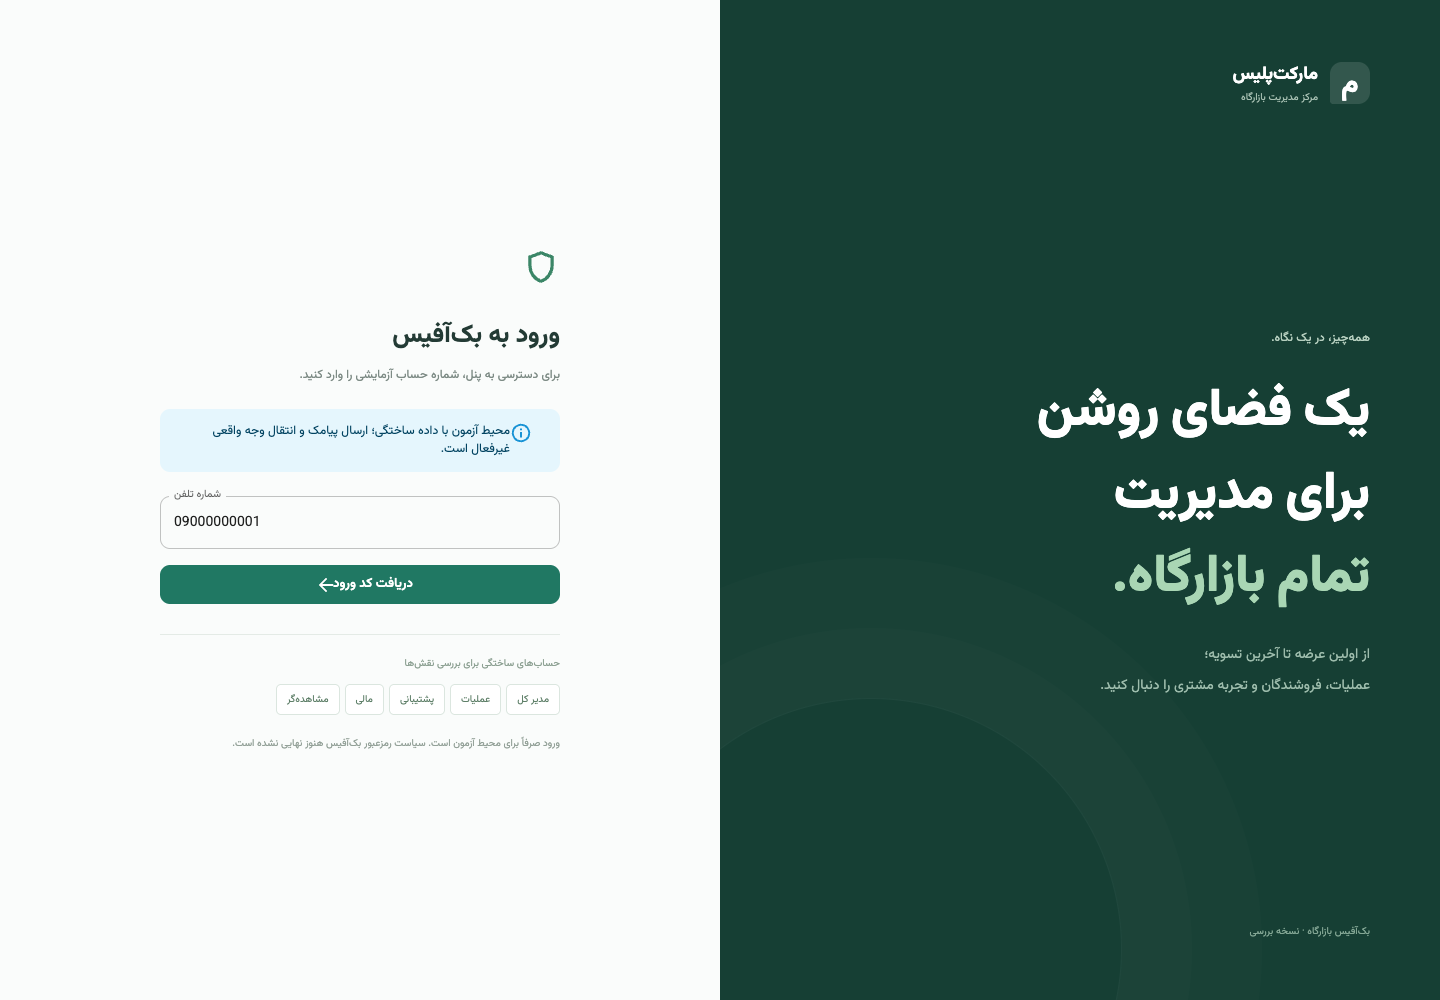 م
مارکت‌پلیس
مرکز مدیریت بازارگاه
همه‌چیز، در یک نگاه.
یک فضای روشن
برای مدیریت
تمام بازارگاه.
از اولین عرضه تا آخرین تسویه؛
عملیات، فروشندگان و تجربه مشتری را دنبال کنید.
بک‌آفیس بازارگاه · نسخه بررسی
ورود به بک‌آفیس
برای دسترسی به پنل، شماره حساب آزمایشی را وارد کنید.
محیط آزمون با داده ساختگی؛ ارسال پیامک و انتقال وجه واقعی
غیرفعال است.
شماره تلفن
09000000001
دریافت کد ورود
حساب‌های ساختگی برای بررسی نقش‌ها
مدیر کل
عملیات
پشتیبانی
مالی
مشاهده‌گر
ورود صرفاً برای محیط آزمون است. سیاست رمزعبور بک‌آفیس هنوز نهایی نشده است.